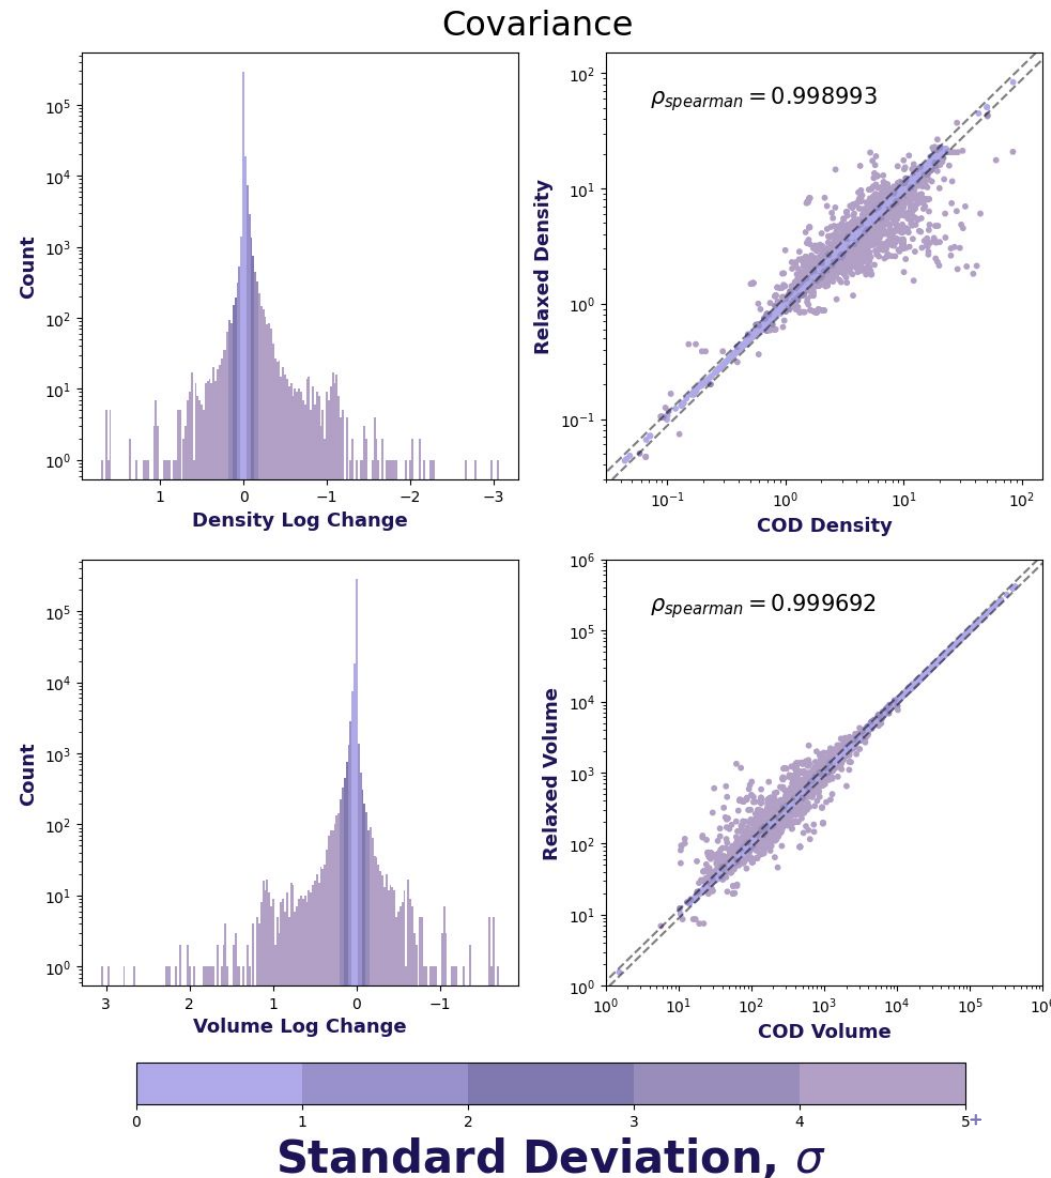 Covariance
10^5
10^4
10^3
10^2
10^1
10^0
Count
1 0 −1 −2 −3
Density Log Change
ρ_spearman = 0.998993
10^2
10^1
10^0
10^−1
Relaxed Density
10^−1 10^0 10^1 10^2
COD Density
10^5
10^4
10^3
10^2
10^1
10^0
Count
3 2 1 0 −1
Volume Log Change
ρ_spearman = 0.999692
10^6
10^5
10^4
10^3
10^2
10^1
10^0
Relaxed Volume
10^0 10^1 10^2 10^3 10^4 10^5
COD Volume
0 1 2 3 4 5+
Standard Deviation, σ